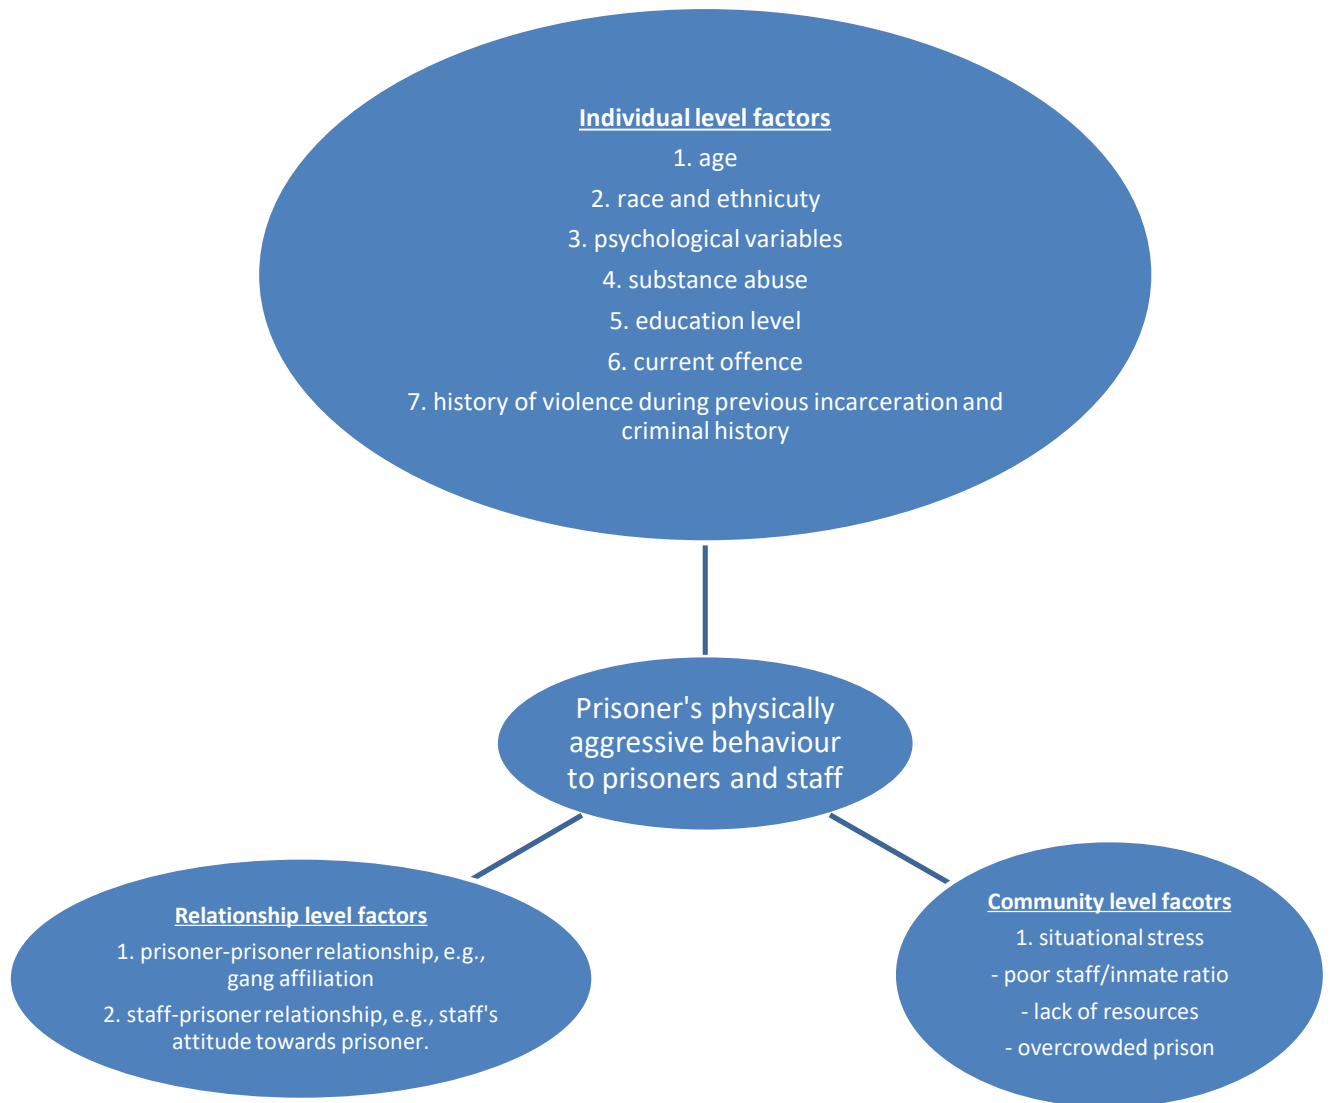 Individual level factors
1. age
2. race and ethnicuty
3. psychological variables
4. substance abuse
5. education level
6. current offence
7. history of violence during previous incarceration and
criminal history
Prisoner's physically
aggressive behaviour
to prisoners and staff
Relationship level factors
1. prisoner-prisoner relationship, e.g.,
gang affiliation
2. staff-prisoner relationship, e.g., staff's
attitude towards prisoner.
Community level facotrs
1. situational stress
- poor staff/inmate ratio
- lack of resources
- overcrowded prison